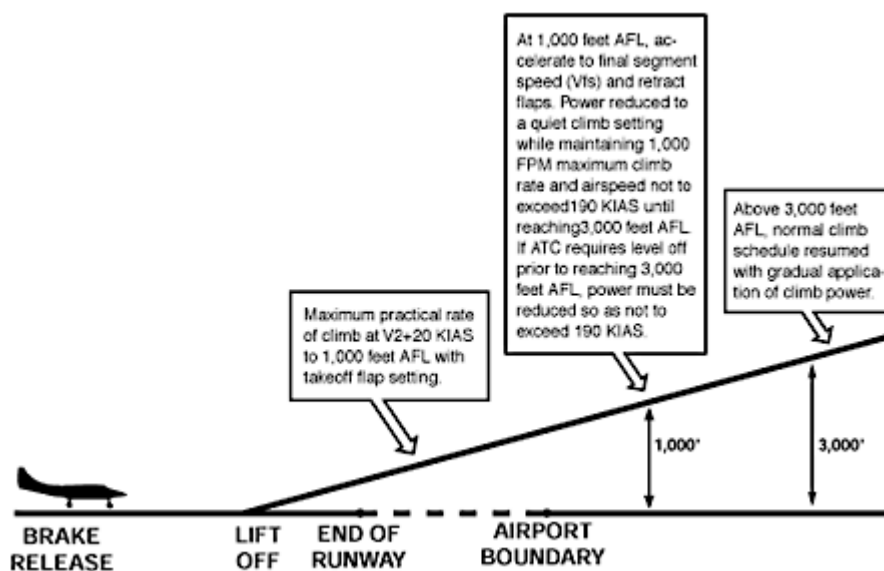 At 1,000 feet AFL, ac-
celerate to final segment
speed (Vfs) and retract
flaps. Power reduced to
a quiet climb setting
while maintaining 1,000
FPM maximum climb
rate and airspeed not to
exceed190 KIAS until
reaching3,000 feet AFL.
If ATC requires level off
prior to reaching 3,000
feet AFL, power must be
reduced so as not to
exceed 190 KIAS.
Above 3,000 feet
AFL, normal climb
schedule resumed
with gradual applica-
tion of climb power.
Maximum practical rate
of climb at V2+20 KIAS
to 1,000 feet AFL with
takeoff flap setting.
1,000'
3,000'
BRAKE
RELEASE
LIFT
OFF
END OF
RUNWAY
AIRPORT
BOUNDARY